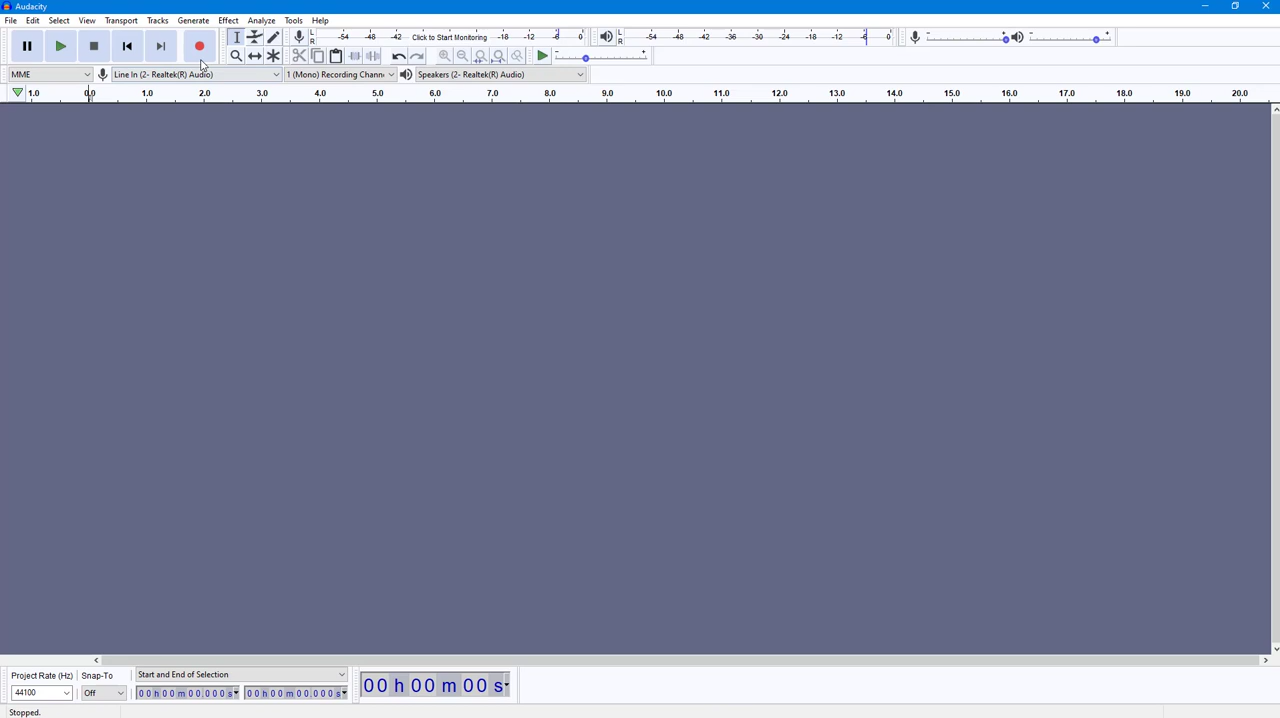 Audacity
File Edit Select View Transport Tracks Generate Effect Analyze Tools Help
L R -54 -48 -42 Click to Start Monitoring -18 -12 -6 0
L R -54 -48 -42 -36 -30 -24 -18 -12 -6 0
- + - +
- +
MME Line In (2- Realtek(R) Audio) 1 (Mono) Recording Chann Speakers (2- Realtek(R) Audio)
1.0 0.0 1.0 2.0 3.0 4.0 5.0 6.0 7.0 8.0 9.0 10.0 11.0 12.0 13.0 14.0 15.0 16.0 17.0 18.0 19.0 20.0
Project Rate (Hz) Snap-To Start and End of Selection
44100 Off 00 h 00 m 00.000 s 00 h 00 m 00.000 s 00 h 00 m 00 s
Stopped.